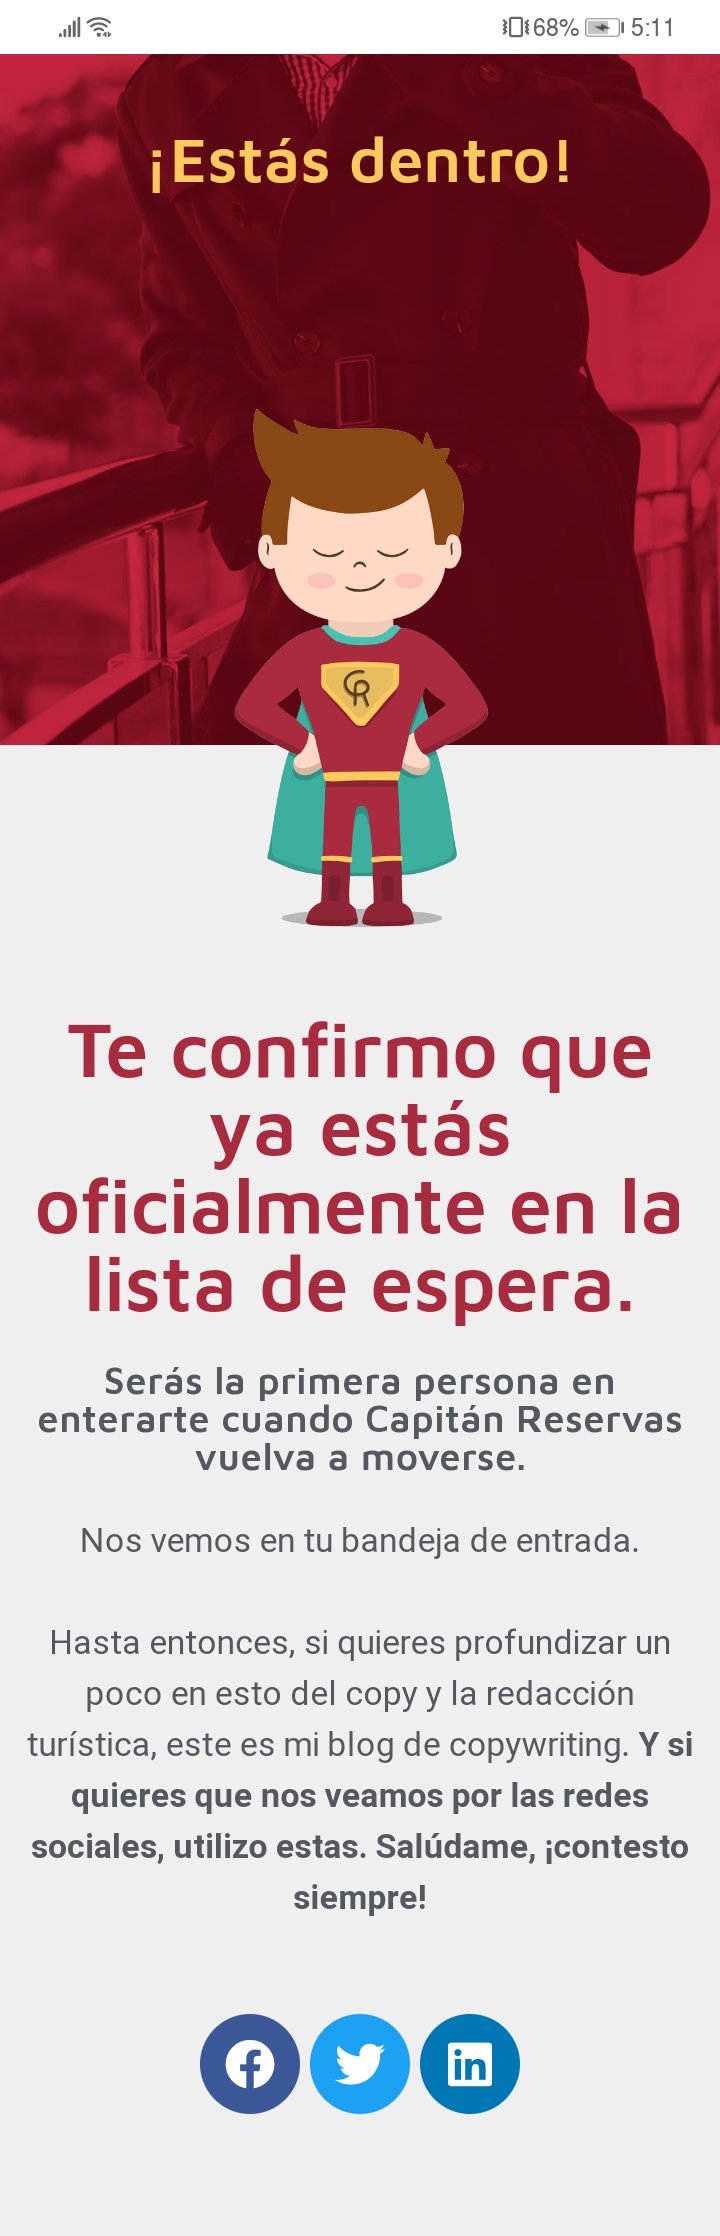 68% 5:11
¡Estás dentro!
CR
Te confirmo que
ya estás
oficialmente en la
lista de espera.
Serás la primera persona en
enterarte cuando Capitán Reservas
vuelva a moverse.
Nos vemos en tu bandeja de entrada.
Hasta entonces, si quieres profundizar un
poco en esto del copy y la redacción
turística, este es mi blog de copywriting. Y si
quieres que nos veamos por las redes
sociales, utilizo estas. Salúdame, ¡contesto
siempre!
in